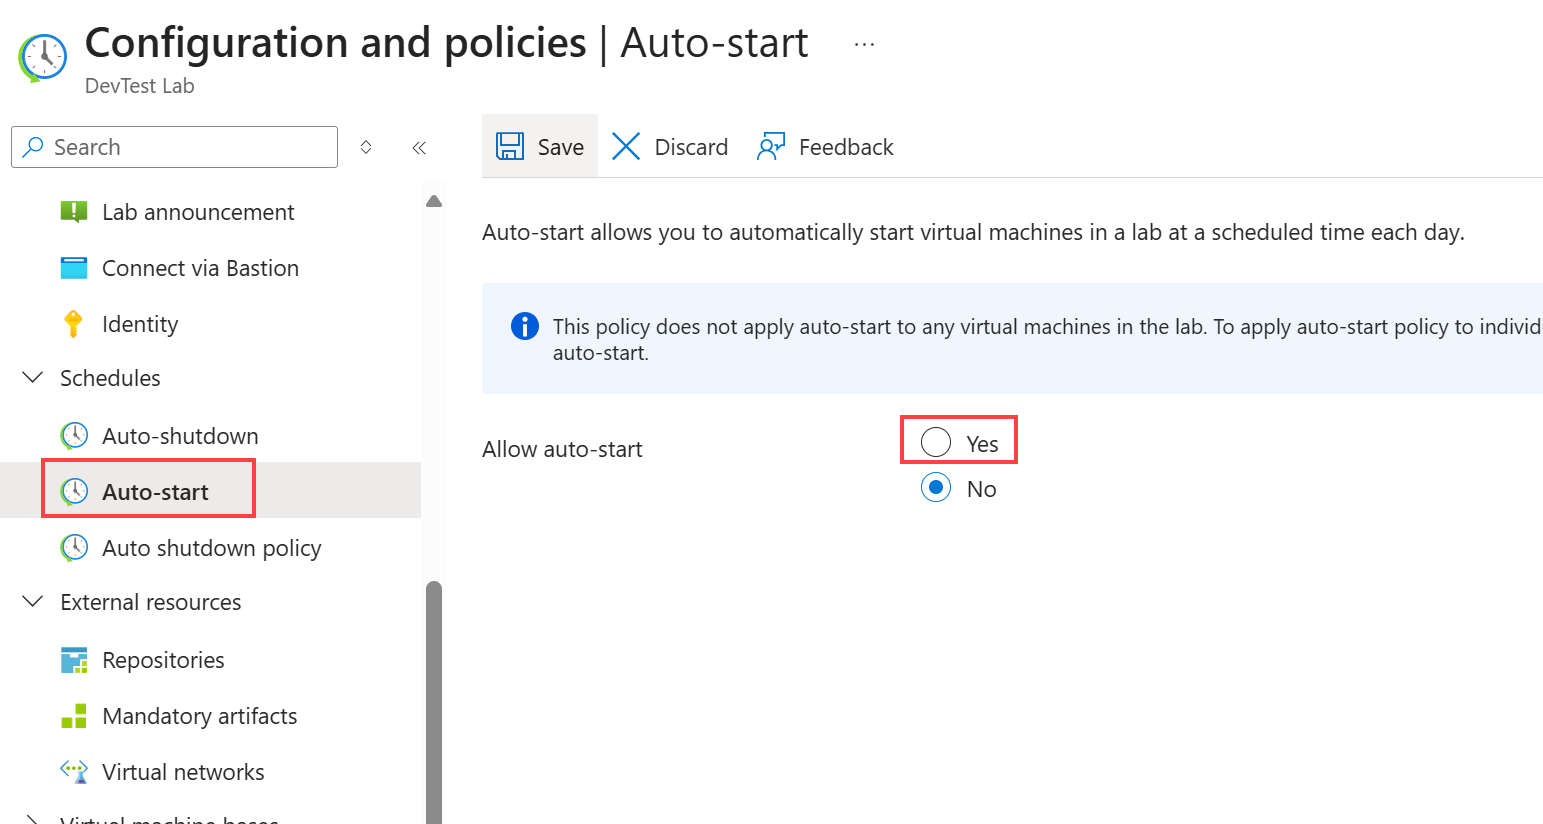 Configuration and policies | Auto-start ...
DevTest Lab
Search
Save
Discard
Feedback
Lab announcement
Connect via Bastion
Identity
Schedules
Auto-shutdown
Auto-start
Auto shutdown policy
External resources
Repositories
Mandatory artifacts
Virtual networks
Virtual machine bases
Auto-start allows you to automatically start virtual machines in a lab at a scheduled time each day.
This policy does not apply auto-start to any virtual machines in the lab. To apply auto-start policy to
auto-start.
Allow auto-start
Yes
No